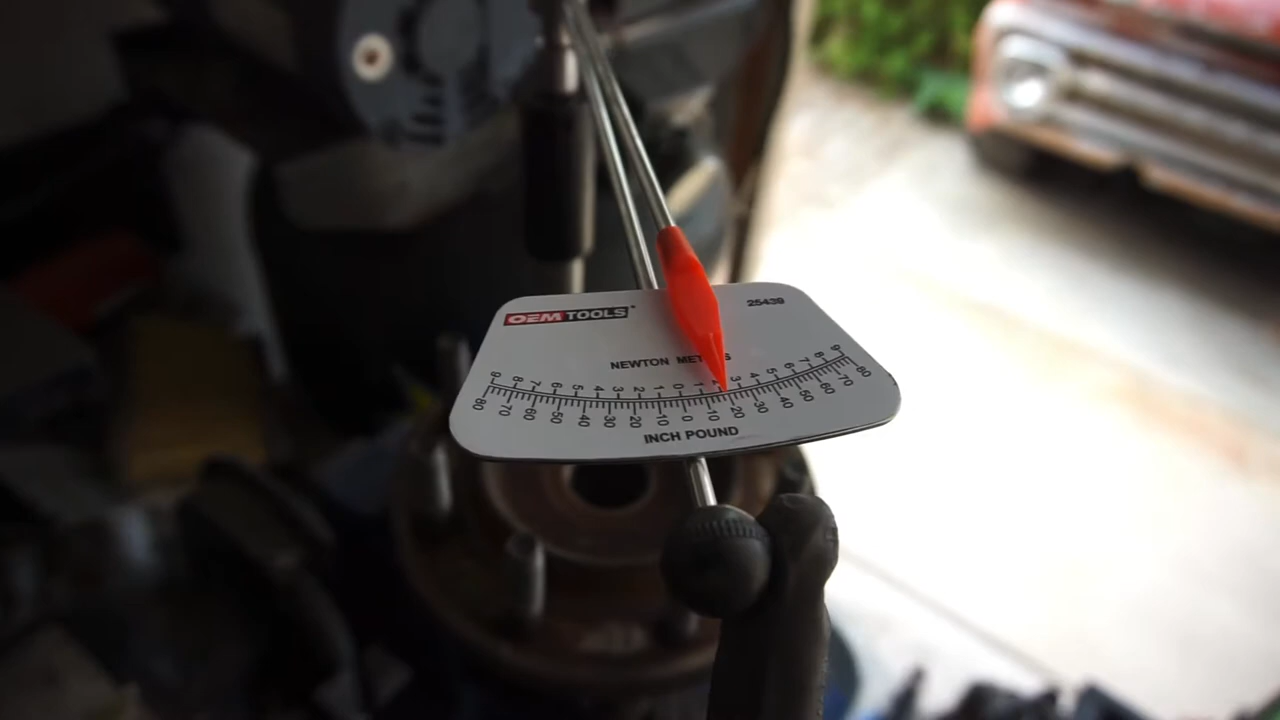 OEMTOOLS
25439
NEWTON MET S
9 8 7 6 5 4 3 2 1 0 1 2 3 4 5 6 7 8 9
80 70 60 50 40 30 20 10 0 10 20 30 40 50 60 70 80
INCH POUND